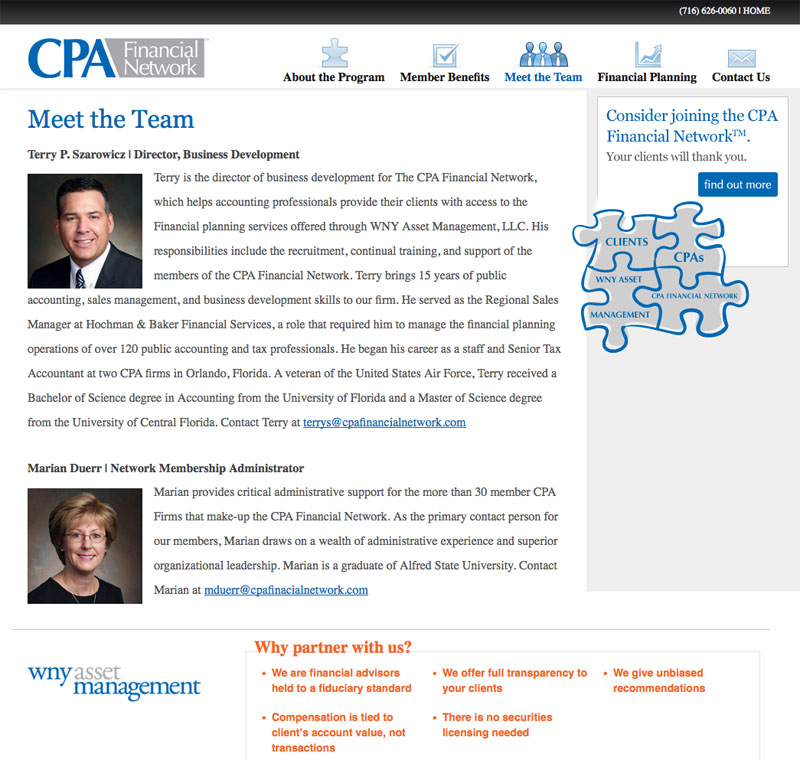 (716) 626-0060 | HOME
CPA Financial Network™
About the Program
Member Benefits
Meet the Team
Financial Planning
Contact Us
Meet the Team
Terry P. Szarowicz | Director, Business Development
Terry is the director of business development for The CPA Financial Network,
which helps accounting professionals provide their clients with access to the
Financial planning services offered through WNY Asset Management, LLC. His
responsibilities include the recruitment, continual training, and support of the
members of the CPA Financial Network. Terry brings 15 years of public
accounting, sales management, and business development skills to our firm. He served as the Regional Sales
Manager at Hochman & Baker Financial Services, a role that required him to manage the financial planning
operations of over 120 public accounting and tax professionals. He began his career as a staff and Senior Tax
Accountant at two CPA firms in Orlando, Florida. A veteran of the United States Air Force, Terry received a
Bachelor of Science degree in Accounting from the University of Florida and a Master of Science degree
from the University of Central Florida. Contact Terry at terrys@cpafinancialnetwork.com
Marian Duerr | Network Membership Administrator
Marian provides critical administrative support for the more than 30 member CPA
Firms that make-up the CPA Financial Network. As the primary contact person for
our members, Marian draws on a wealth of administrative experience and superior
organizational leadership. Marian is a graduate of Alfred State University. Contact
Marian at mduerr@cpafinacialnetwork.com
Consider joining the CPA
Financial Network™.
Your clients will thank you.
find out more
CLIENTS
CPAs
WNY ASSET
MANAGEMENT
CPA FINANCIAL NETWORK
wny asset
management
Why partner with us?
• We are financial advisors
held to a fiduciary standard
• We offer full transparency to
your clients
• We give unbiased
recommendations
• Compensation is tied to
client's account value, not
transactions
• There is no securities
licensing needed